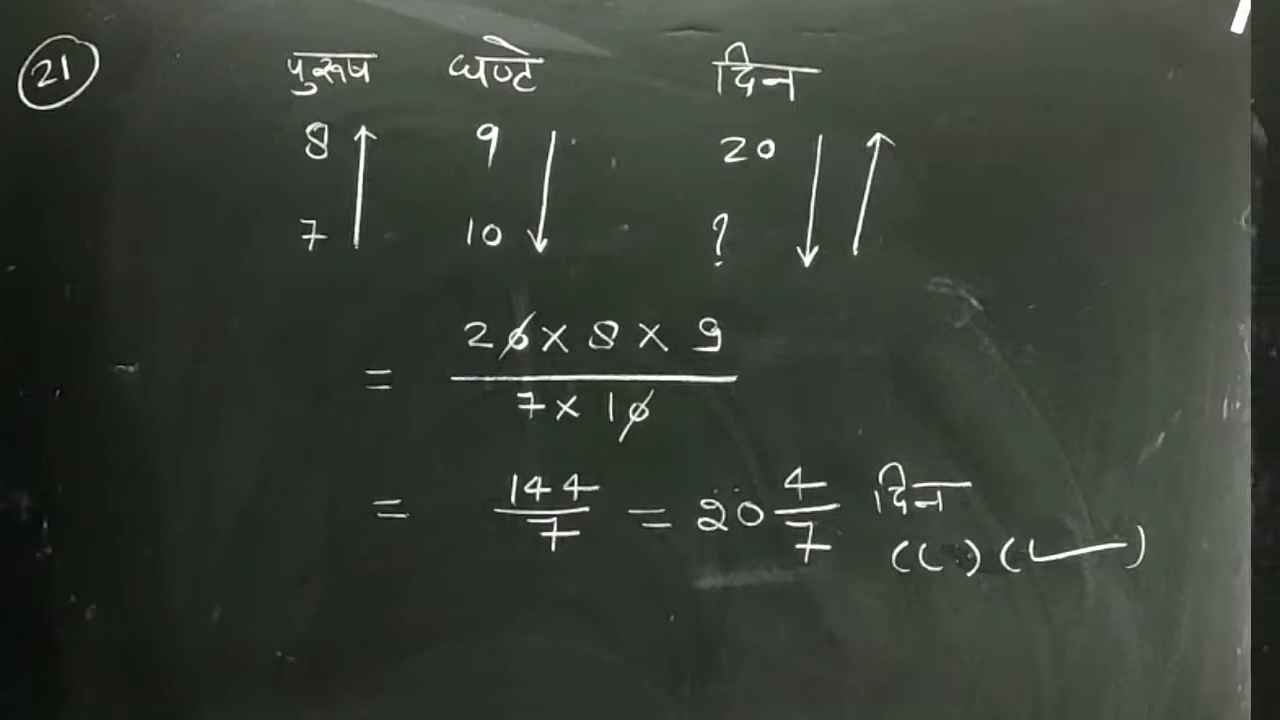 21 पुरूष घण्टे दिन
8 ↑ 9 ↓ 20 ↓ ↑
7 10 ?
= 20 × 8 × 9 / 7 × 10
= 144/7 = 20 4/7 दिन
(C) (✓)